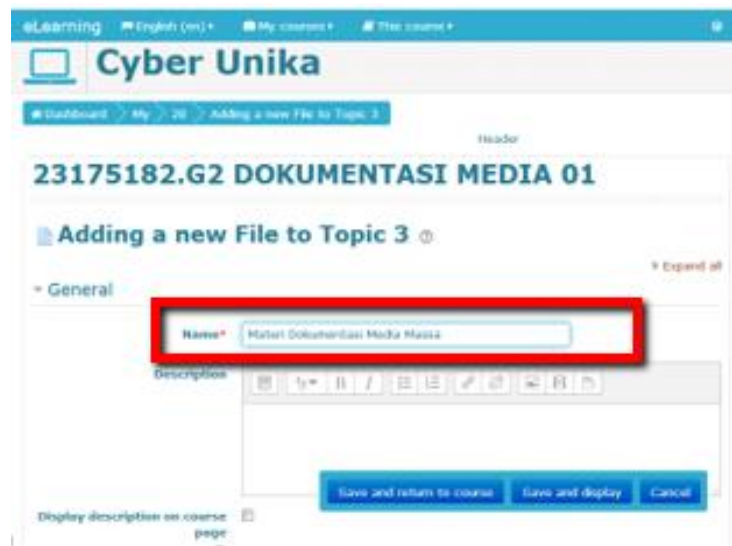 eLearning English (en) My courses This course
Cyber Unika
Dashboard My 20 Adding a new File to Topic 3
Header
23175182.G2 DOKUMENTASI MEDIA 01
Adding a new File to Topic 3
Expand all
General
Name* Materi Dokumentasi Media Massa
Description
B I
Save and return to course Save and display Cancel
Display description on course
page